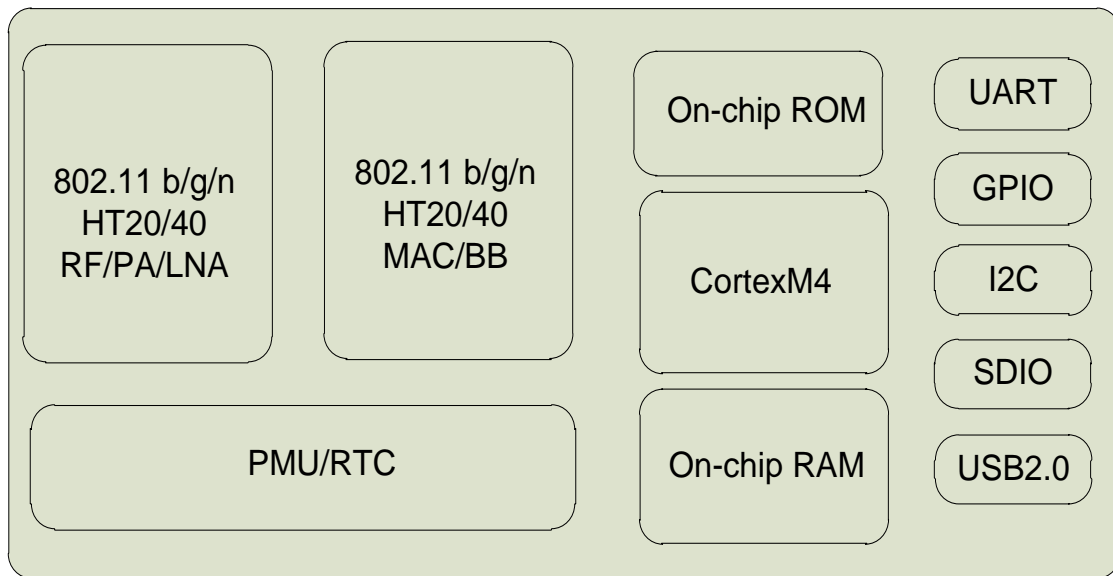 802.11 b/g/n
HT20/40
RF/PA/LNA
802.11 b/g/n
HT20/40
MAC/BB
PMU/RTC
On-chip ROM
CortexM4
On-chip RAM
UART
GPIO
I2C
SDIO
USB2.0